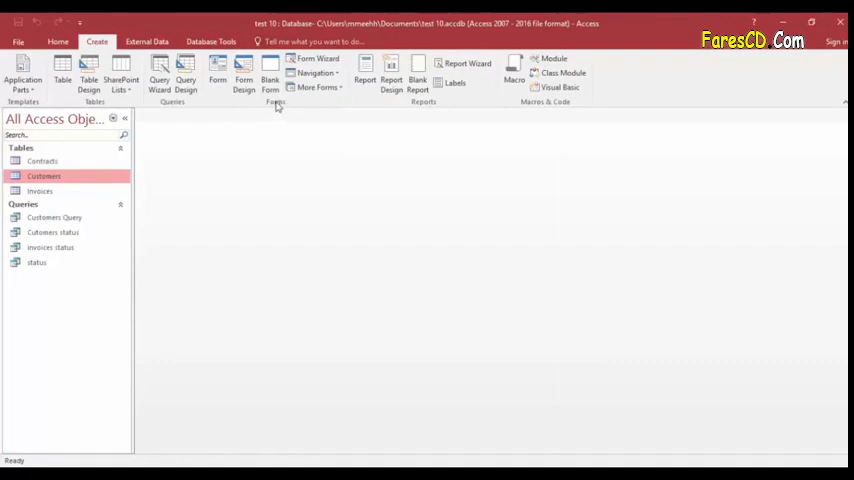 test 10 : Database- C:\Users\mmeehh\Documents\test 10.accdb (Access 2007 - 2016 file format) - Access
?
FaresCD.Com
File Home Create External Data Database Tools Tell me what you want to do... Sign in
Application Parts
Table
Table Design
SharePoint Lists
Query Wizard
Query Design
Form
Form Design
Blank Form
Form Wizard
Navigation
More Forms
Report
Report Design
Blank Report
Report Wizard
Labels
Macro
Module
Class Module
Visual Basic
Templates Tables Queries Forms Reports Macros & Code
All Access Obje...
Search...
Tables
Contracts
Customers
Invoices
Queries
Customers Query
Cutomers status
invoices status
status
Ready